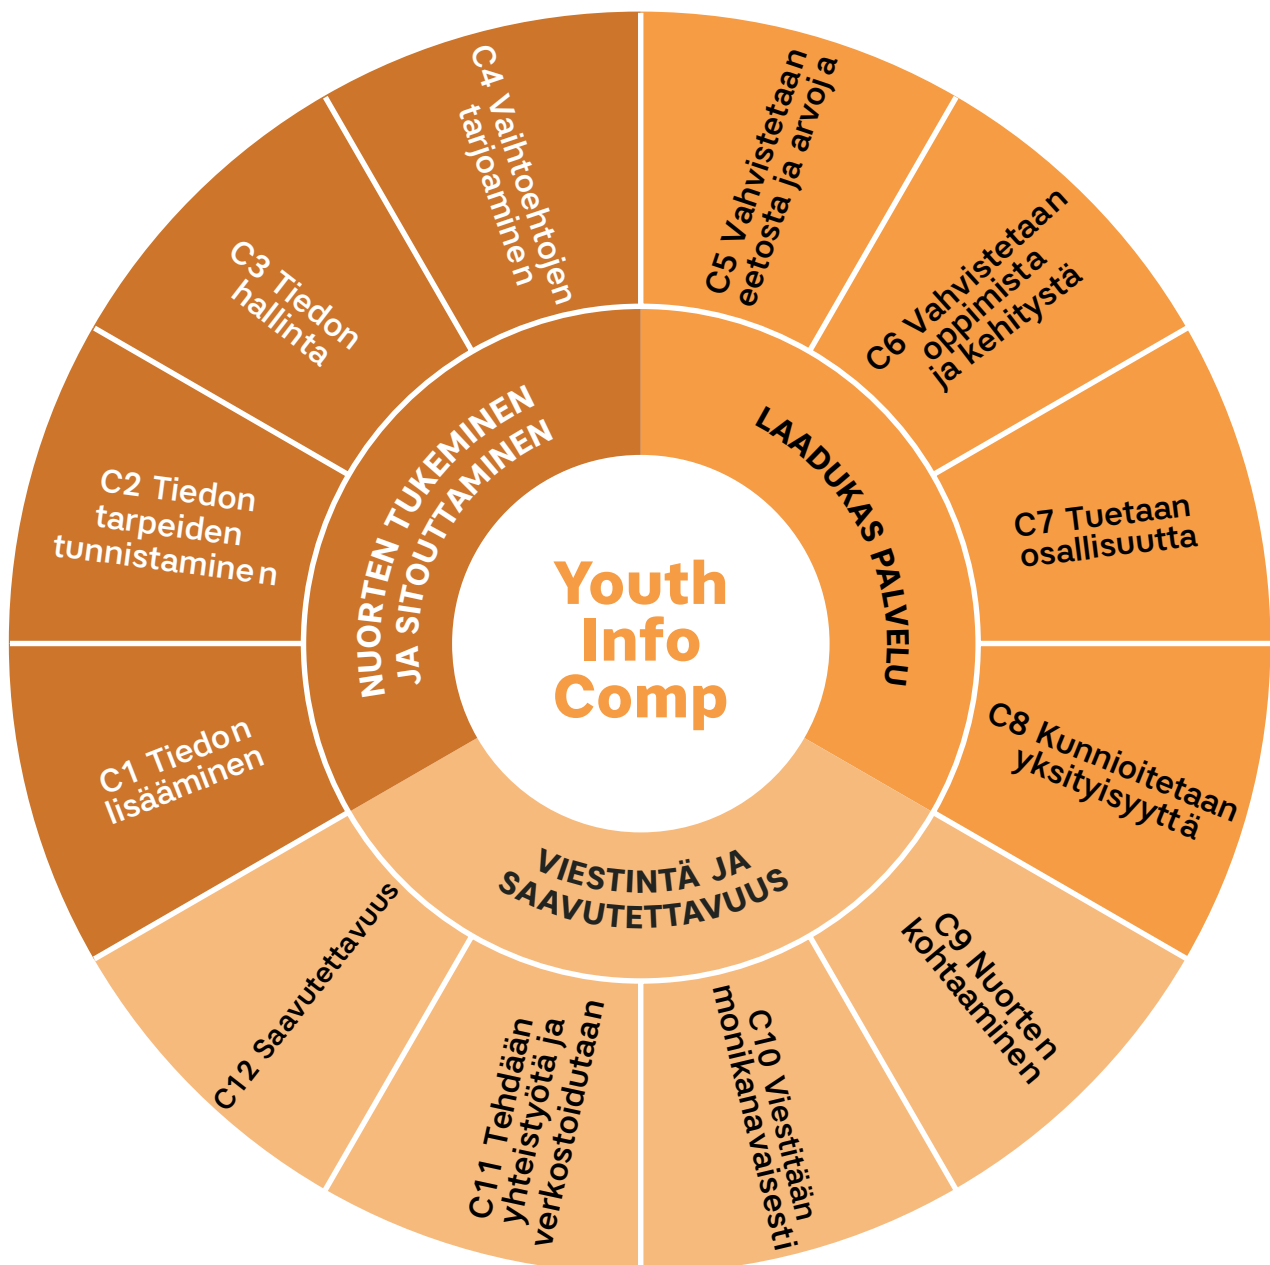 Youth
Info
Comp
NUORTEN TUKEMINEN
JA SITOUTTAMINEN
LAADUKAS PALVELU
VIESTINTÄ JA
SAAVUTETTAVUUS
C1 Tiedon
lisääminen
C2 Tiedon
tarpeiden
tunnistaminen
C3 Tiedon
hallinta
C4 Vaihtoehtojen
tarjoaminen
C5 Vahvistetaan
eetosta ja arvoja
C6 Vahvistetaan
oppimista
ja kehitystä
C7 Tuetaan
osallisuutta
C8 Kunnioitetaan
yksityisyyttä
C9 Nuorten
kohtaaminen
C10 Viestitään
monikanavaisesti
C11 Tehdään
yhteistyötä ja
verkostoidutaan
C12 Saavutettavuus